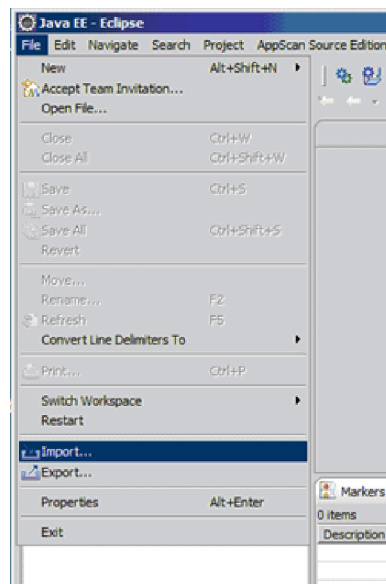 Java EE - Eclipse
File Edit Navigate Search Project AppScan Source Edition
New Alt+Shift+N
Accept Team Invitation...
Open File...
Close Ctrl+W
Close All Ctrl+Shift+W
Save Ctrl+S
Save As...
Save All Ctrl+Shift+S
Revert
Move...
Rename... F2
Refresh F5
Convert Line Delimiters To
Print... Ctrl+P
Switch Workspace
Restart
Import...
Export...
Markers
Properties Alt+Enter
0 items
Exit
Description